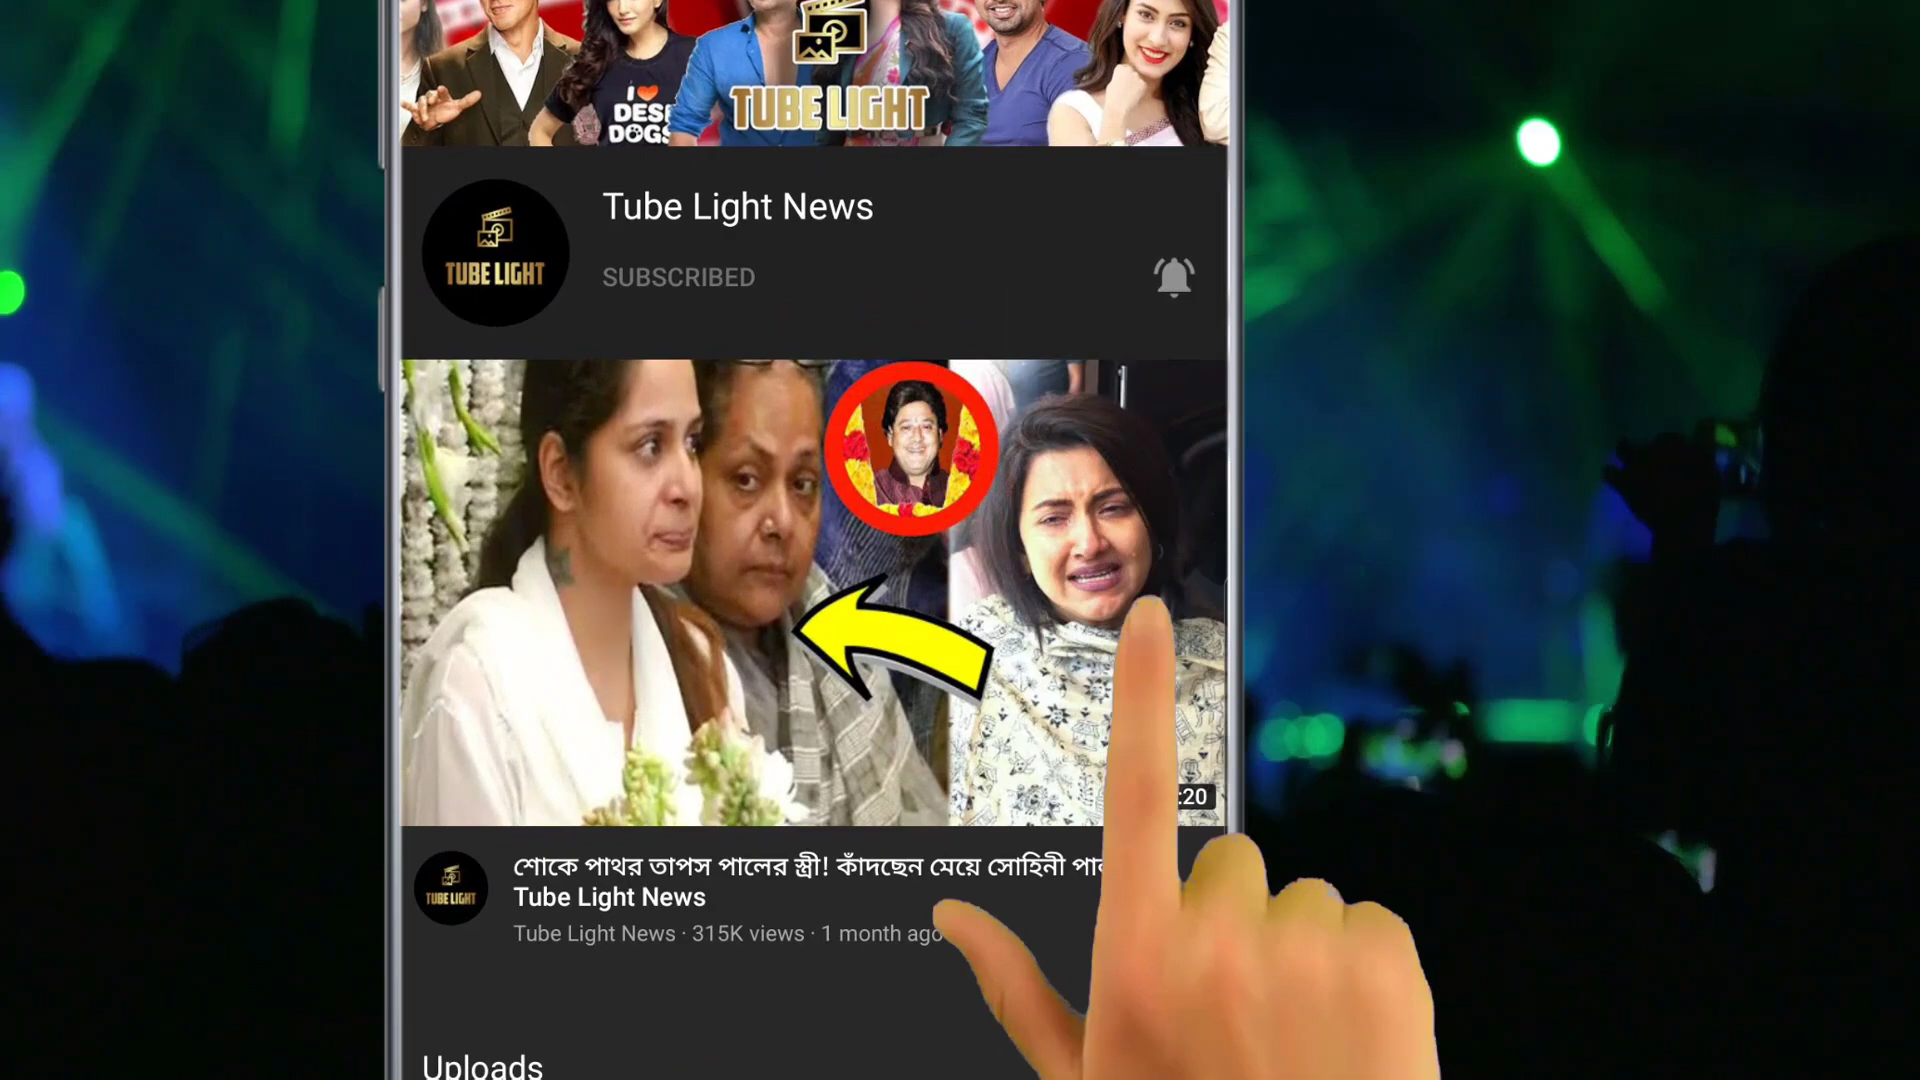 I ❤ DESI DOGS
TUBE LIGHT
Tube Light News
TUBE LIGHT
SUBSCRIBED
:20
শোকে পাথর তাপস পালের স্ত্রী! কাঁদছেন মেয়ে সোহিনী
TUBE LIGHT
Tube Light News
Tube Light News · 315K views · 1 month ago
Uploads